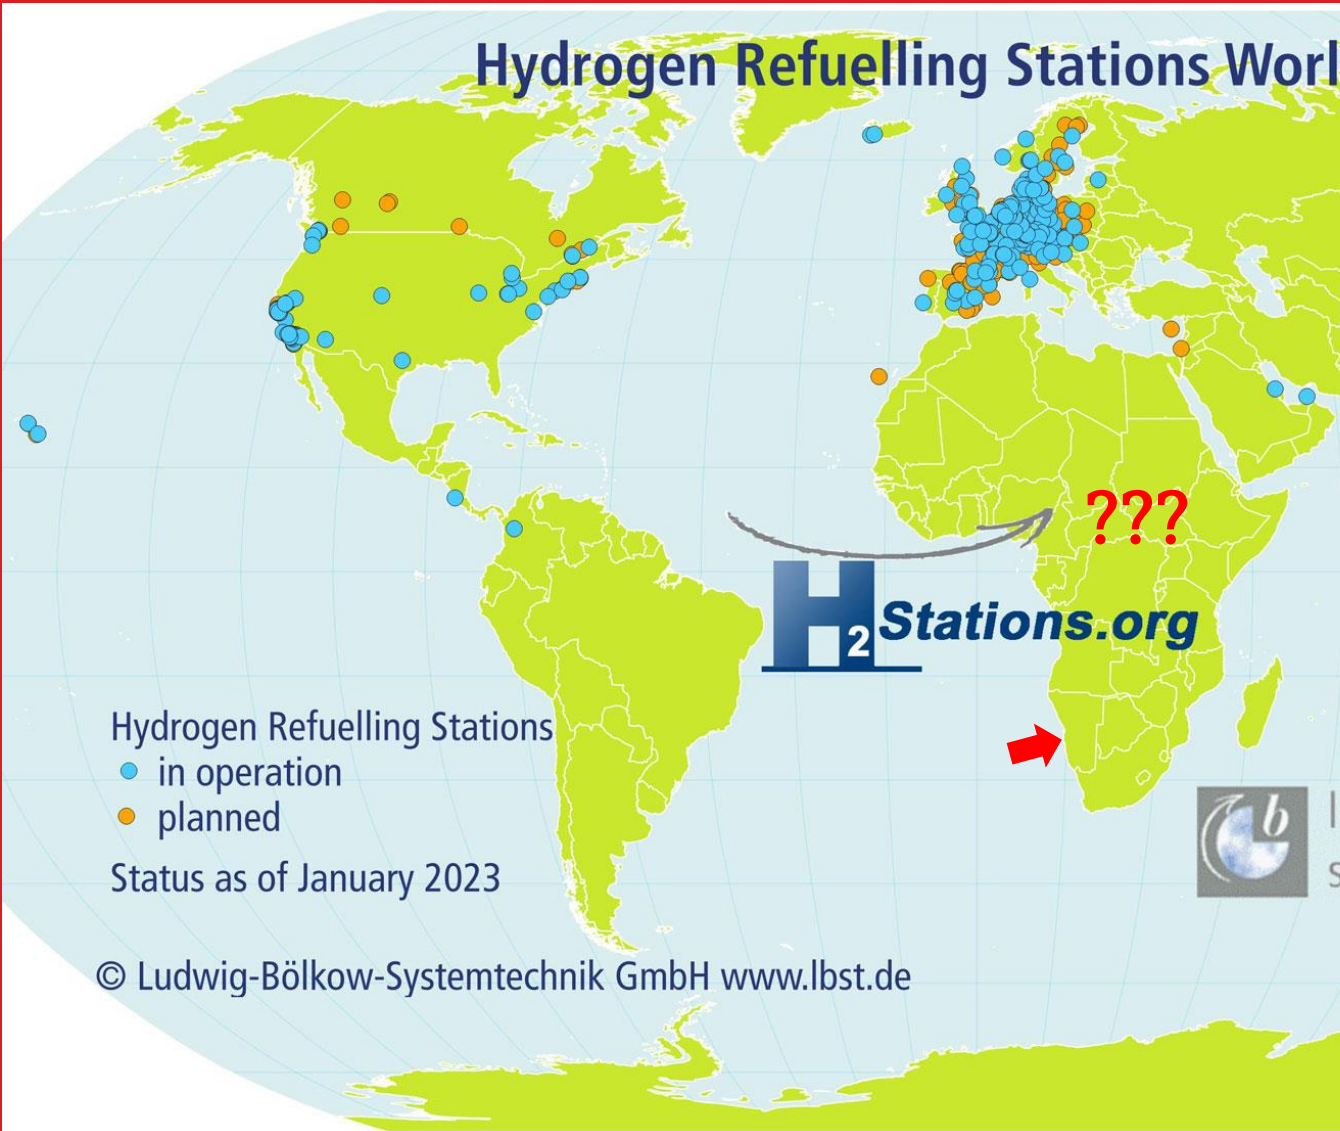 Hydrogen Refuelling Stations Worl
???
H2Stations.org
Hydrogen Refuelling Stations
in operation
planned
Status as of January 2023
b
© Ludwig-Bölkow-Systemtechnik GmbH www.lbst.de